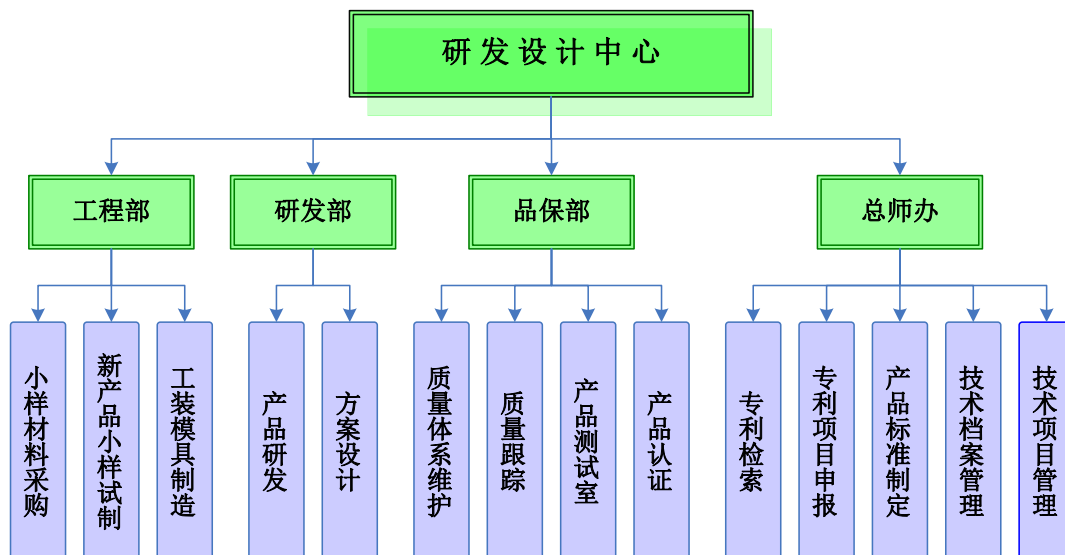 研发设计中心
工程部
研发部
品保部
总师办
小样材料采购
新产品小样试制
工装模具制造
产品研发
方案设计
质量体系维护
质量跟踪
产品测试室
产品认证
专利检索
专利项目申报
产品标准制定
技术档案管理
技术项目管理